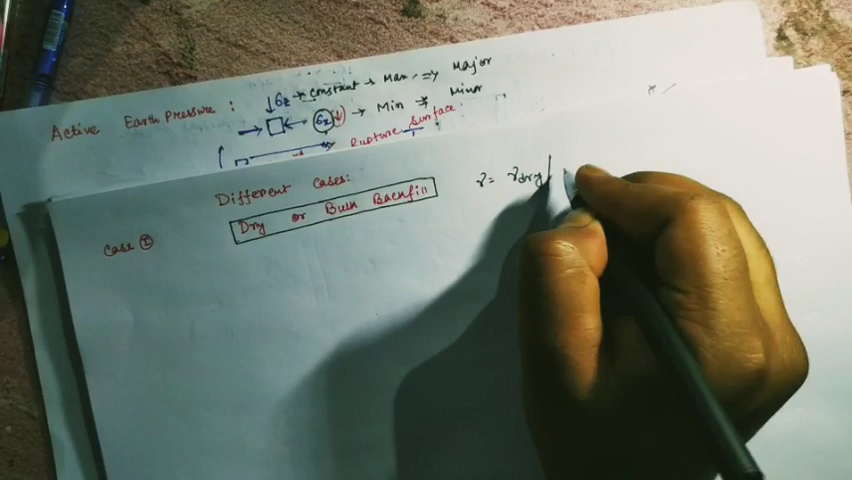 Active Earth Pressure : ↓σz → constant → Max. ⇒ Major
→ □ ← σx ↓ → Min ⇒ Minor
Rupture Surface
Different Cases:
Case I
Dry or Bulk Backfill
γ = γdry /